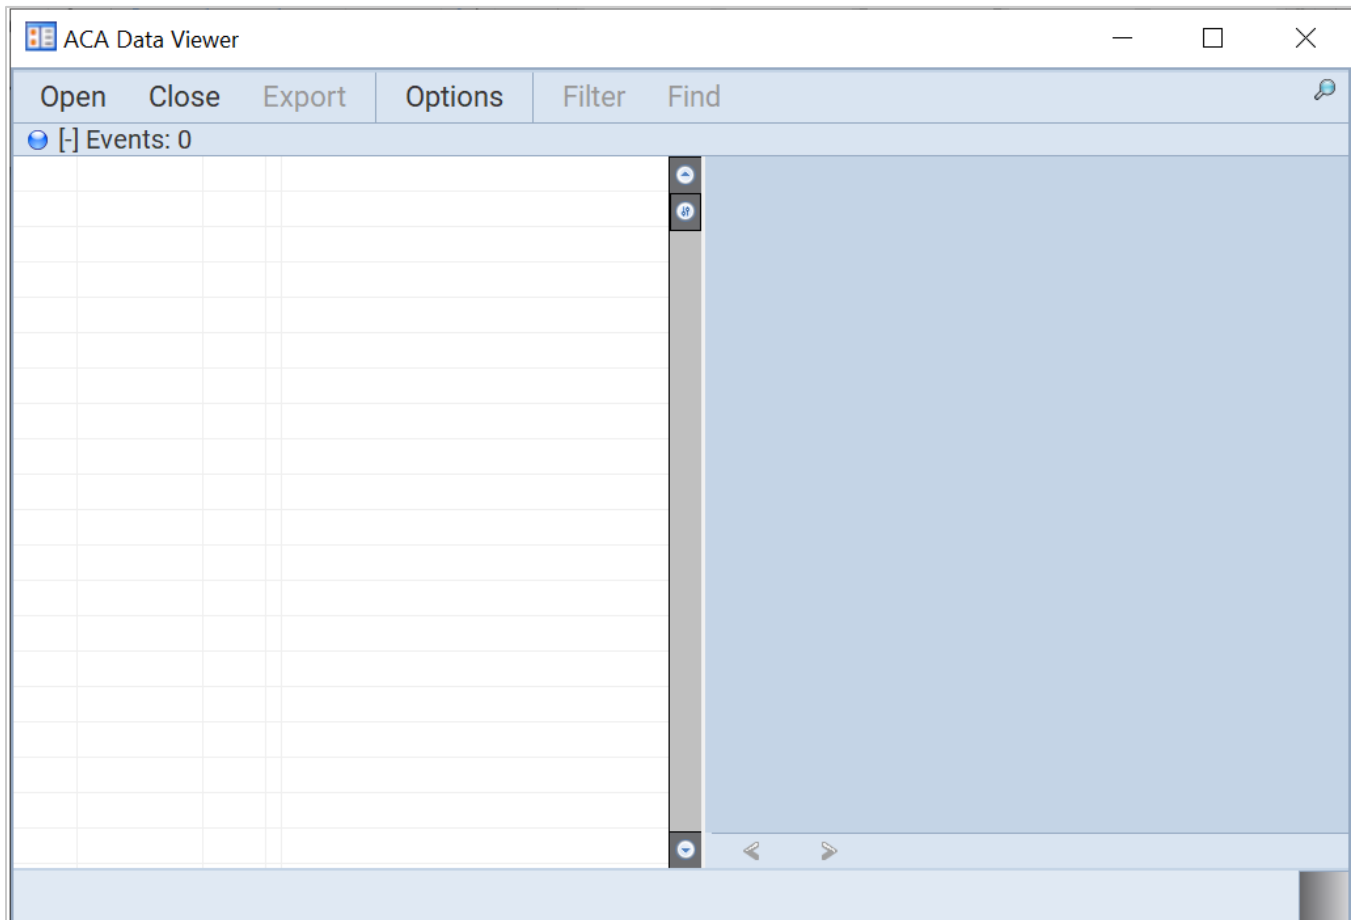 ACA Data Viewer
Open Close Export Options Filter Find
[-] Events: 0